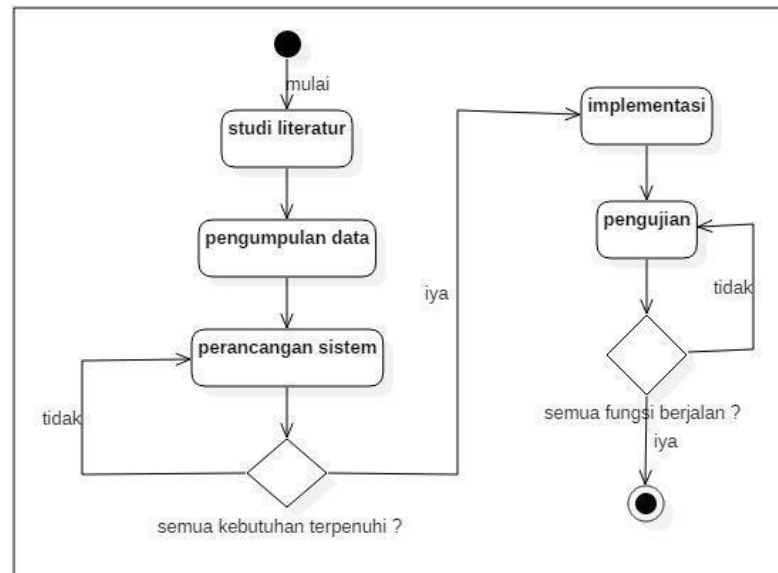 mulai
studi literatur
pengumpulan data
perancangan sistem
tidak
semua kebutuhan terpenuhi ?
iya
implementasi
pengujian
tidak
semua fungsi berjalan ?
iya